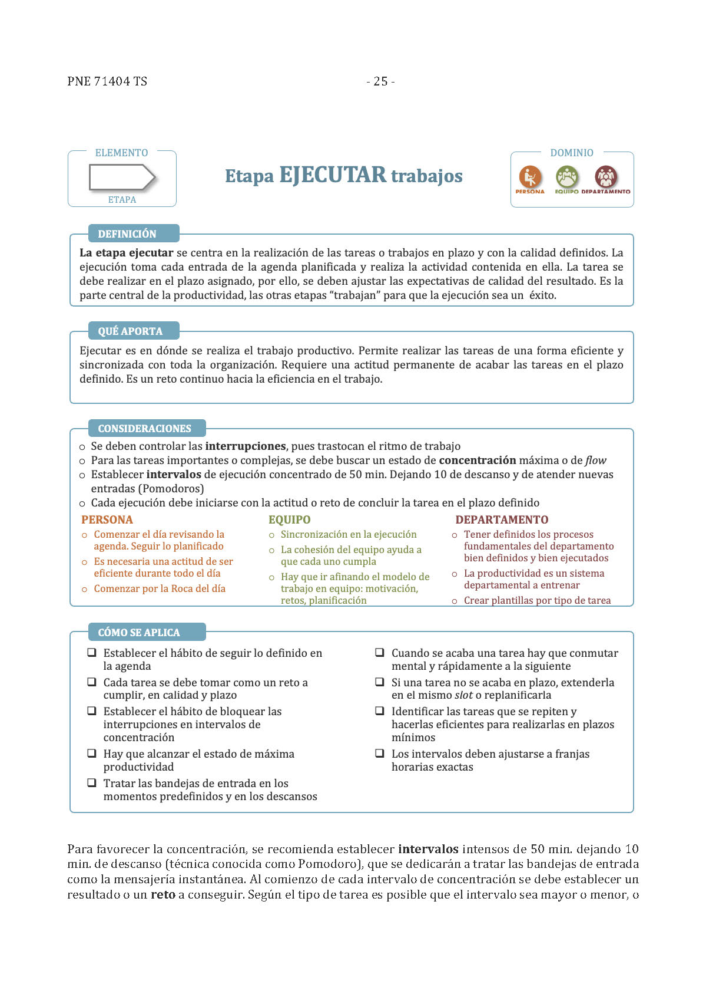 PNE 71404 TS - 25 -
ELEMENTO
ETAPA
Etapa EJECUTAR trabajos
DOMINIO
PERSONA EQUIPO DEPARTAMENTO
DEFINICIÓN
La etapa ejecutar se centra en la realización de las tareas o trabajos en plazo y con la calidad definidos. La
ejecución toma cada entrada de la agenda planificada y realiza la actividad contenida en ella. La tarea se
debe realizar en el plazo asignado, por ello, se deben ajustar las expectativas de calidad del resultado. Es la
parte central de la productividad, las otras etapas “trabajan” para que la ejecución sea un éxito.
QUÉ APORTA
Ejecutar es en dónde se realiza el trabajo productivo. Permite realizar las tareas de una forma eficiente y
sincronizada con toda la organización. Requiere una actitud permanente de acabar las tareas en el plazo
definido. Es un reto continuo hacia la eficiencia en el trabajo.
CONSIDERACIONES
o Se deben controlar las interrupciones, pues trastocan el ritmo de trabajo
o Para las tareas importantes o complejas, se debe buscar un estado de concentración máxima o de flow
o Establecer intervalos de ejecución concentrado de 50 min. Dejando 10 de descanso y de atender nuevas
entradas (Pomodoros)
o Cada ejecución debe iniciarse con la actitud o reto de concluir la tarea en el plazo definido
PERSONA
o Comenzar el día revisando la
agenda. Seguir lo planificado
o Es necesaria una actitud de ser
eficiente durante todo el día
o Comenzar por la Roca del día
EQUIPO
o Sincronización en la ejecución
o La cohesión del equipo ayuda a
que cada uno cumpla
o Hay que ir afinando el modelo de
trabajo en equipo: motivación,
retos, planificación
DEPARTAMENTO
o Tener definidos los procesos
fundamentales del departamento
bien definidos y bien ejecutados
o La productividad es un sistema
departamental a entrenar
o Crear plantillas por tipo de tarea
CÓMO SE APLICA
❑ Establecer el hábito de seguir lo definido en
la agenda
❑ Cada tarea se debe tomar como un reto a
cumplir, en calidad y plazo
❑ Establecer el hábito de bloquear las
interrupciones en intervalos de
concentración
❑ Hay que alcanzar el estado de máxima
productividad
❑ Tratar las bandejas de entrada en los
momentos predefinidos y en los descansos
❑ Cuando se acaba una tarea hay que conmutar
mental y rápidamente a la siguiente
❑ Si una tarea no se acaba en plazo, extenderla
en el mismo slot o replanificarla
❑ Identificar las tareas que se repiten y
hacerlas eficientes para realizarlas en plazos
mínimos
❑ Los intervalos deben ajustarse a franjas
horarias exactas
Para favorecer la concentración, se recomienda establecer intervalos intensos de 50 min. dejando 10
min. de descanso (técnica conocida como Pomodoro), que se dedicarán a tratar las bandejas de entrada
como la mensajería instantánea. Al comienzo de cada intervalo de concentración se debe establecer un
resultado o un reto a conseguir. Según el tipo de tarea es posible que el intervalo sea mayor o menor, o